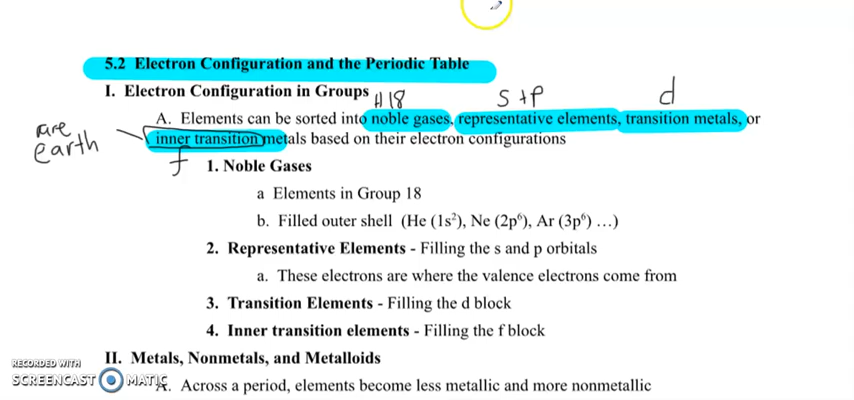 5.2 Electron Configuration and the Periodic Table
I. Electron Configuration in Groups
#18
s+p
d
A. Elements can be sorted into noble gases, representative elements, transition metals, or
rare
earth
inner transition metals based on their electron configurations
f
1. Noble Gases
a Elements in Group 18
b. Filled outer shell (He (1s²), Ne (2p⁶), Ar (3p⁶) …)
2. Representative Elements - Filling the s and p orbitals
a. These electrons are where the valence electrons come from
3. Transition Elements - Filling the d block
4. Inner transition elements - Filling the f block
II. Metals, Nonmetals, and Metalloids
A. Across a period, elements become less metallic and more nonmetallic
RECORDED WITH
SCREENCAST MATIC